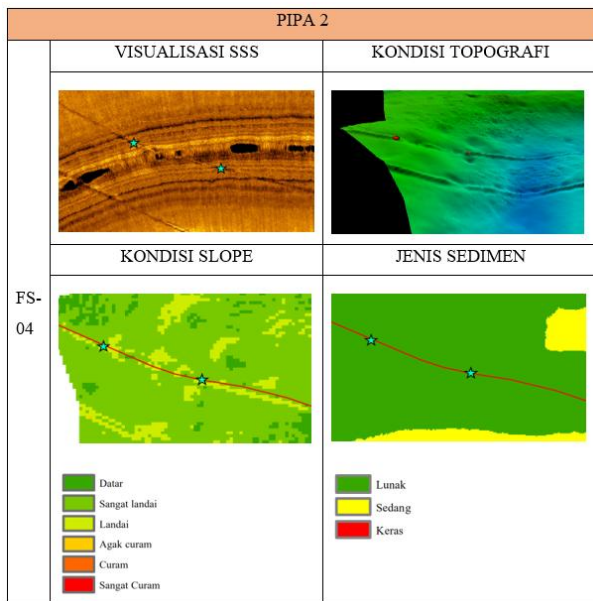 PIPA 2
VISUALISASI SSS
KONDISI TOPOGRAFI
FS-
04
KONDISI SLOPE
JENIS SEDIMEN
Datar
Sangat landai
Landai
Agak curam
Curam
Sangat Curam
Lunak
Sedang
Keras